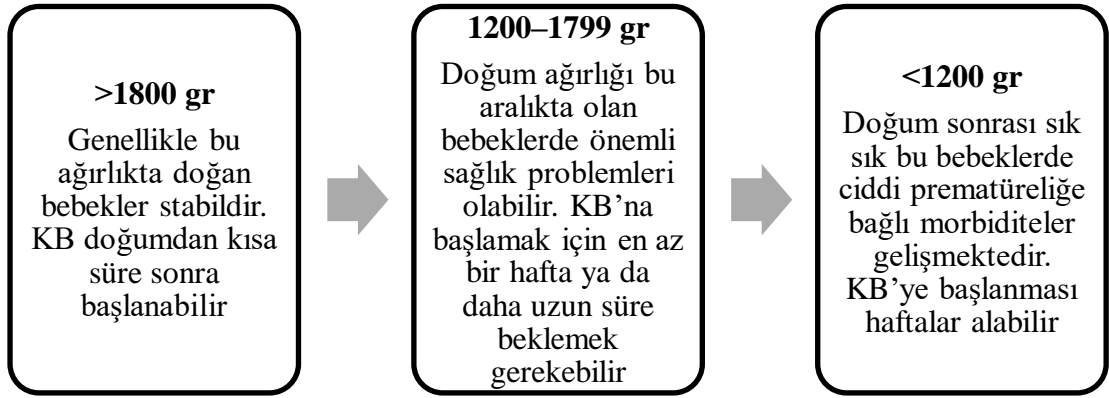 >1800 gr
Genellikle bu
ağırlıkta doğan
bebekler stabildir.
KB doğumdan kısa
süre sonra
başlanabilir
1200–1799 gr
Doğum ağırlığı bu
aralıkta olan
bebeklerde önemli
sağlık problemleri
olabilir. KB’na
başlamak için en az
bir hafta ya da
daha uzun süre
beklemek
gerekebilir
<1200 gr
Doğum sonrası sık
sık bu bebeklerde
ciddi prematüreliğe
bağlı morbiditeler
gelişmektedir.
KB’ye başlanması
haftalar alabilir